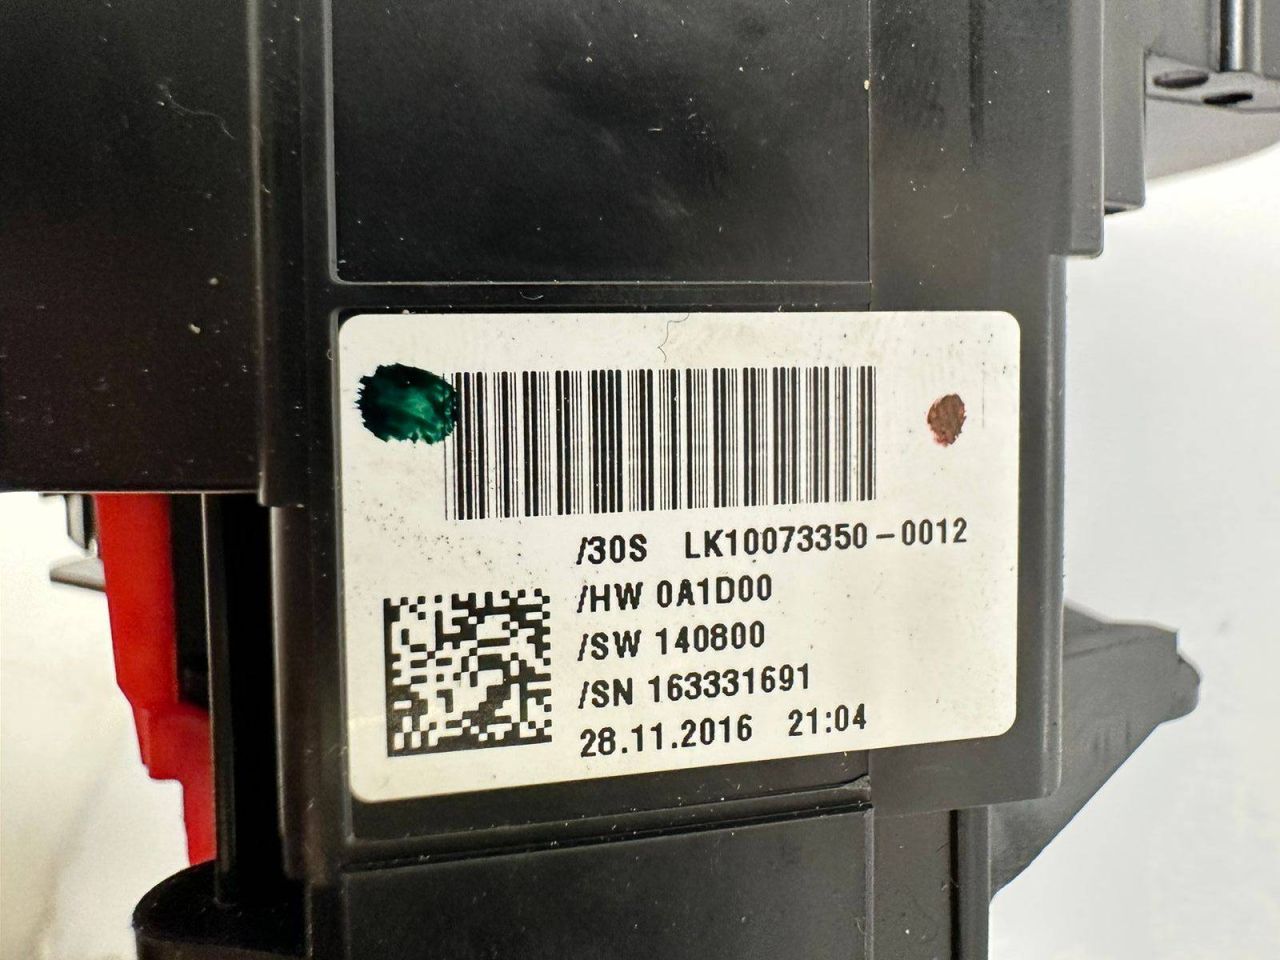 /30S LK10073350-0012
/HW 0A1D00
/SW 140800
/SN 163331691
28.11.2016 21:04